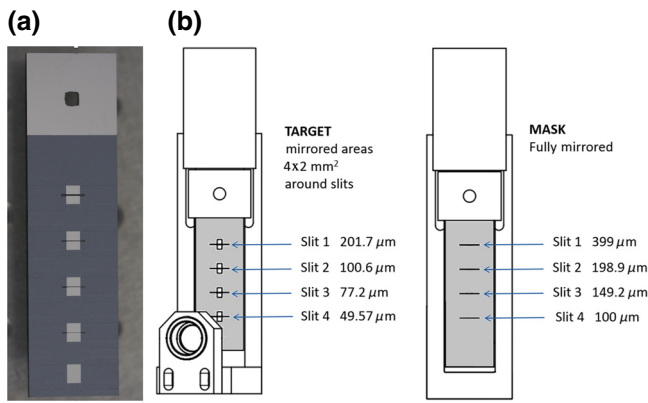 (a)
(b)
TARGET
mirrored areas
4x2 mm²
around slits
Slit 1 201.7 µm
Slit 2 100.6 µm
Slit 3 77.2 µm
Slit 4 49.57 µm
MASK
Fully mirrored
Slit 1 399 µm
Slit 2 198.9 µm
Slit 3 149.2 µm
Slit 4 100 µm